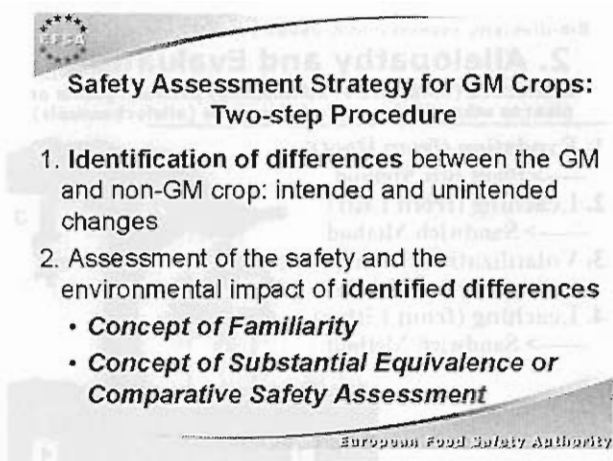 EFSA
Safety Assessment Strategy for GM Crops:
Two-step Procedure
1. Identification of differences between the GM
and non-GM crop: intended and unintended
changes
2. Assessment of the safety and the
environmental impact of identified differences
• Concept of Familiarity
• Concept of Substantial Equivalence or
Comparative Safety Assessment
European Food Safety Authority